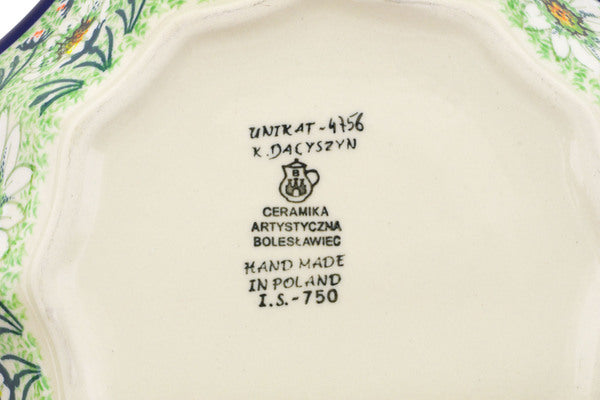 UNIKAT-4756
K. DACYSZYN
B
CERAMIKA
ARTYSTYCZNA
BOLESŁAWIEC
HAND MADE
IN POLAND
I.S.-750